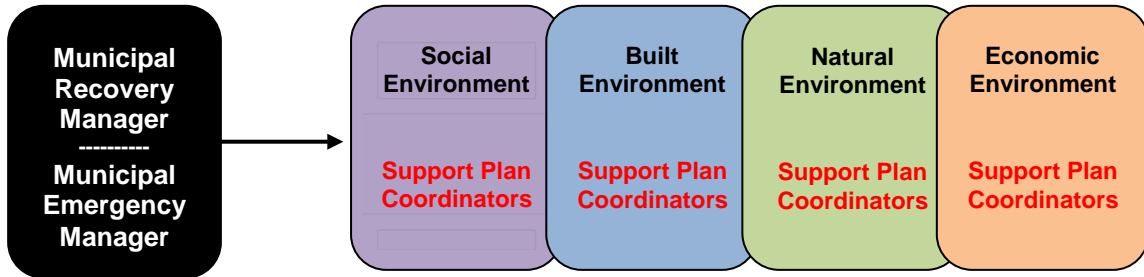 Municipal
Recovery
Manager
----------
Municipal
Emergency
Manager
Social
Environment
Support Plan
Coordinators
Built
Environment
Support Plan
Coordinators
Natural
Environment
Support Plan
Coordinators
Economic
Environment
Support Plan
Coordinators